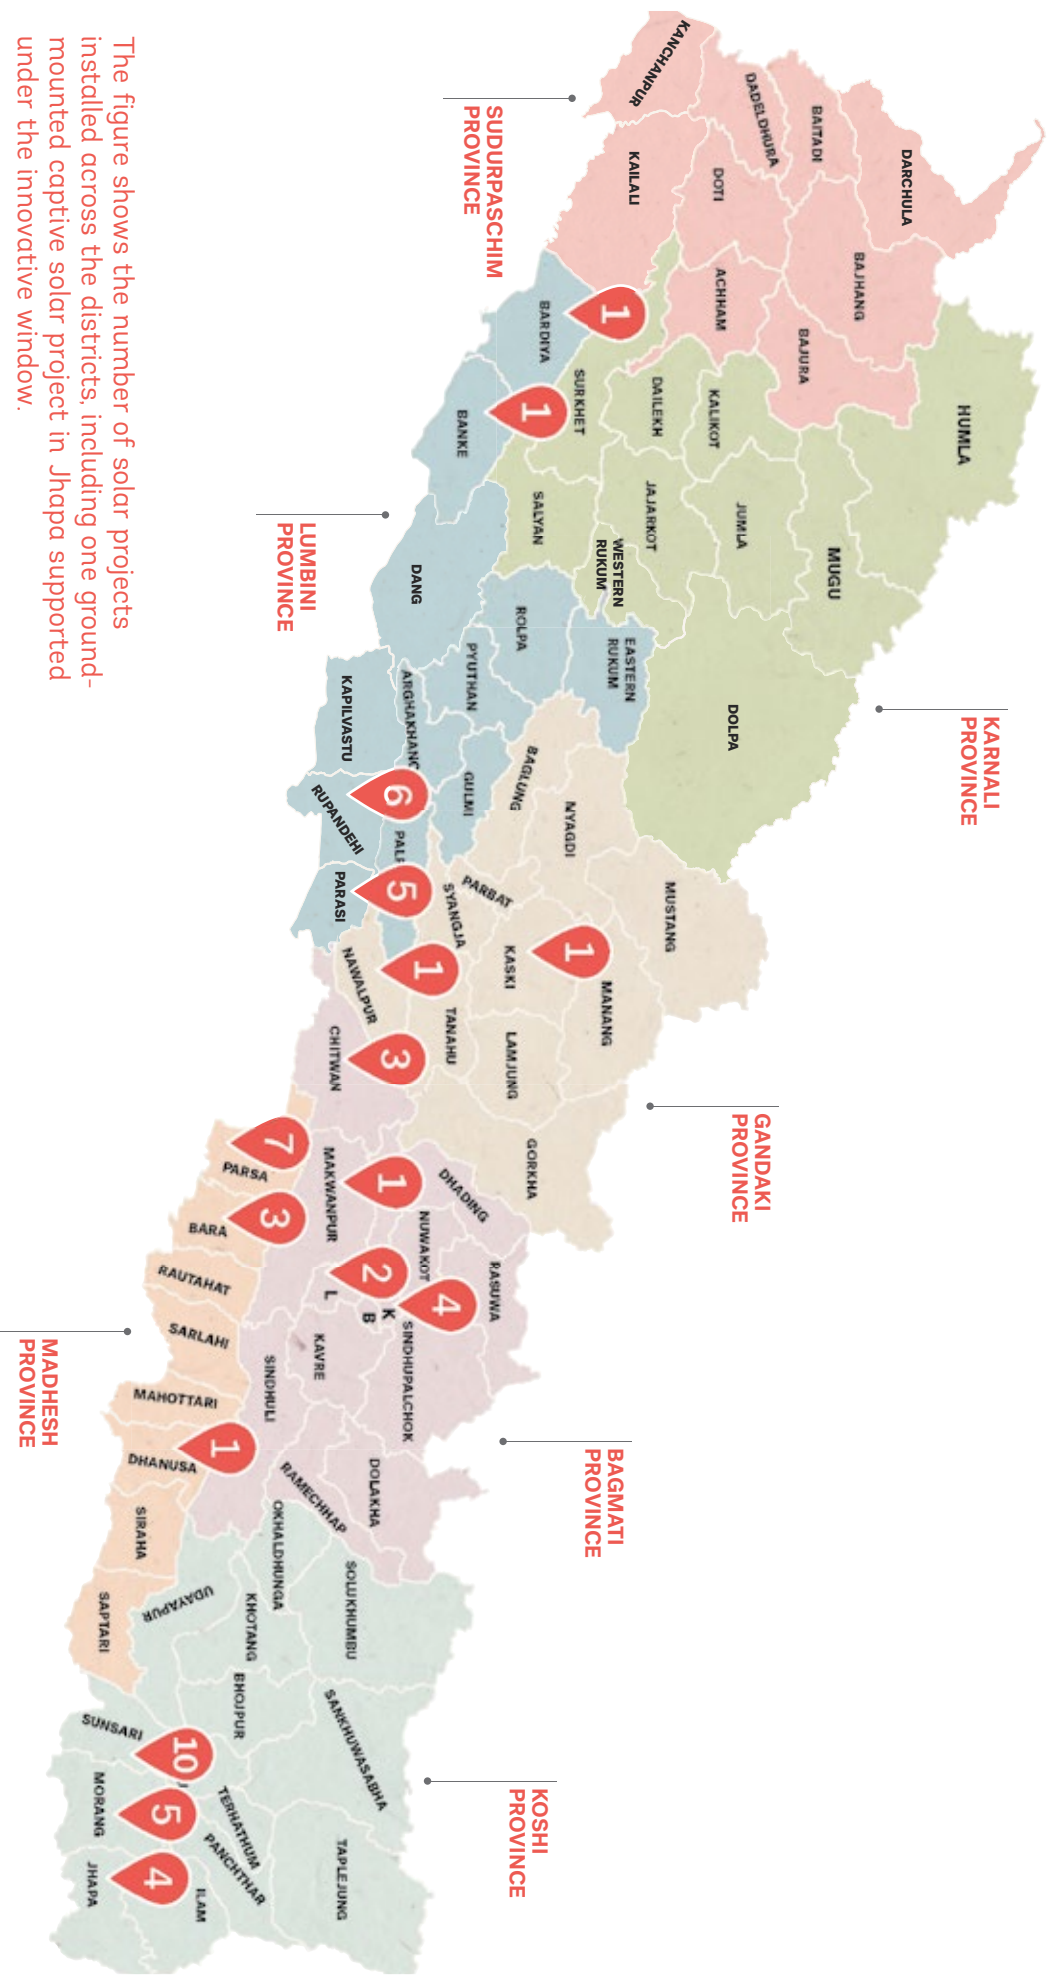 KANCHANPUR
DADELDHURA
BAITADI
DARCHULA
KAILALI
DOTI
BAJHANG
ACHHAM
BAJURA
SUDURPASCHIM
PROVINCE
HUMLA
MUGU
KALIKOT
JUMLA
DAILEKH
JAJARKOT
SURKHET
SALYAN
WESTERN
RUKUM
DOLPA
KARNALI
PROVINCE
BARDIYA
1
BANKE
1
DANG
ROLPA
EASTERN
RUKUM
PYUTHAN
GULMI
KAPILVASTU
6
RUPANDEHI
5
PARASI
LUMBINI
PROVINCE
MUSTANG
NYAGDI
BAGLUNG
PARBAT
SYANGJA
KASKI
1
MANANG
1
NAWALPUR
TANAHU
LAMJUNG
GORKHA
GANDAKI
PROVINCE
3
CHITWAN
MAKWANPUR
1
DHADING
NUWAKOT
RASUWA
2
4
L
K
B
SINDHUPALCHOK
KAVRE
SINDHULI
DOLAKHA
RAMECHHAP
BAGMATI
PROVINCE
7
PARSA
3
BARA
RAUTAHAT
SARLAHI
MAHOTTARI
1
DHANUSA
SIRAHA
SAPTARI
MADHESH
PROVINCE
OKHALDHUNGA
SOLUKHUMBU
KHOTANG
UDAYAPUR
BHOJPUR
SANKHUWASABHA
SUNSARI
10
TERHATHUM
PANCHTHAR
TAPLEJUNG
MORANG
5
JHAPA
4
ILAM
KOSHI
PROVINCE
The figure shows the number of solar projects
installed across the districts, including one ground-
mounted captive solar project in Jhapa supported
under the innovative window.